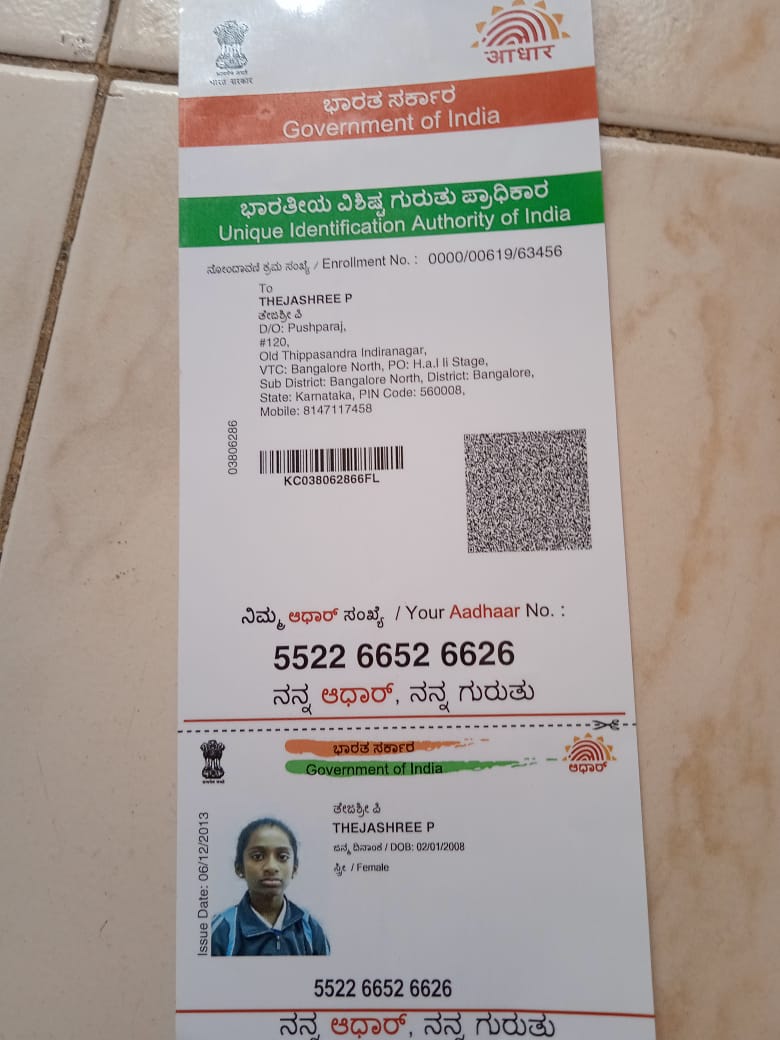 भारत सरकार
आधार
ಭಾರತ ಸರ್ಕಾರ
Government of India
ಭಾರತೀಯ ವಿಶಿಷ್ಟ ಗುರುತು ಪ್ರಾಧಿಕಾರ
Unique Identification Authority of India
ನೋಂದಾವಣಿ ಕ್ರಮ ಸಂಖ್ಯೆ / Enrollment No. : 0000/00619/63456
To
THEJASHREE P
ತೇಜಶ್ರೀ ಪಿ
D/O: Pushparaj,
#120,
Old Thippasandra Indiranagar,
VTC: Bangalore North, PO: H.a.l Ii Stage,
Sub District: Bangalore North, District: Bangalore,
State: Karnataka, PIN Code: 560008,
Mobile: 8147117458
03806286
KC038062866FL
ನಿಮ್ಮ ಆಧಾರ್ ಸಂಖ್ಯೆ / Your Aadhaar No. :
5522 6652 6626
ನನ್ನ ಆಧಾರ್, ನನ್ನ ಗುರುತು
ಭಾರತ ಸರ್ಕಾರ
Government of India
ಆಧಾರ್
Issue Date: 06/12/2013
ತೇಜಶ್ರೀ ಪಿ
THEJASHREE P
ಜನ್ಮ ದಿನಾಂಕ / DOB: 02/01/2008
ಸ್ತ್ರೀ / Female
5522 6652 6626
ನನ್ನ ಆಧಾರ್, ನನ್ನ ಗುರುತು